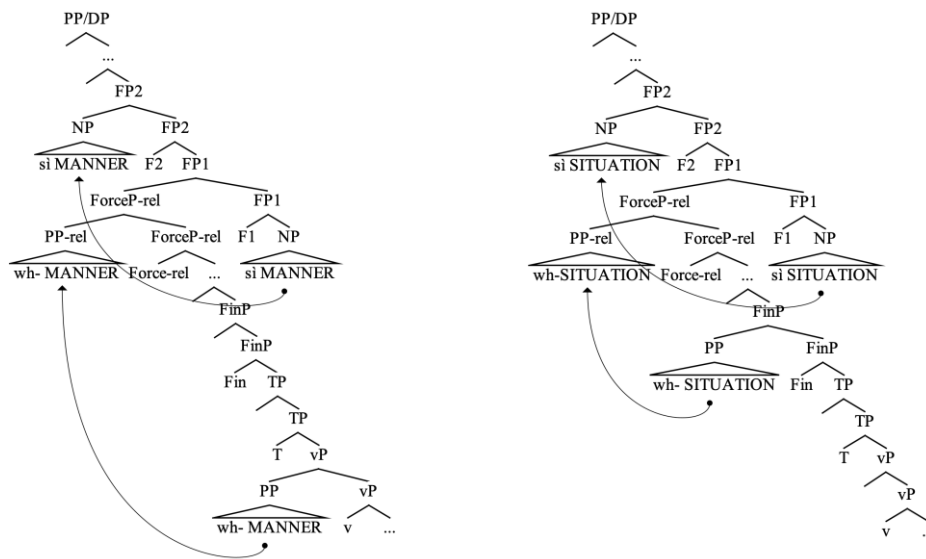 PP/DP
...
FP2
NP FP2
sì MANNER F2 FP1
ForceP-rel FP1
PP-rel ForceP-rel F1 NP
wh- MANNER Force-rel ... sì MANNER
FinP
FinP
Fin TP
TP
T vP
PP vP
wh- MANNER v ...
PP/DP
...
FP2
NP FP2
sì SITUATION F2 FP1
ForceP-rel FP1
PP-rel ForceP-rel F1 NP
wh-SITUATION Force-rel ... sì SITUATION
FinP
PP FinP
wh- SITUATION Fin TP
TP
T vP
vP
v ...